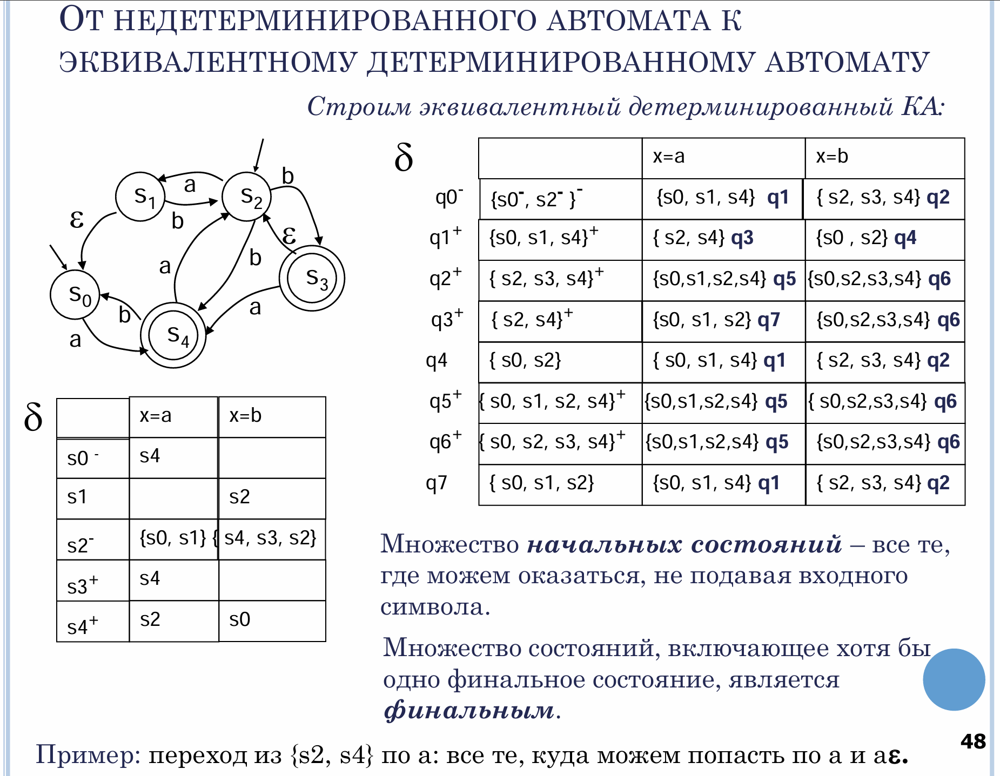 От недетерминированного автомата к
эквивалентному детерминированному автомату
Строим эквивалентный детерминированный КА:
a
b
b
ε
ε
a
b
a
b
a
s1
s2
s3
s0
s4
δ
x=a x=b
s0 - s4
s1 s2
s2- {s0, s1} { s4, s3, s2}
s3+ s4
s4+ s2 s0
δ
x=a x=b
q0- {s0-, s2- }- {s0, s1, s4} q1 { s2, s3, s4} q2
q1+ {s0, s1, s4}+ { s2, s4} q3 {s0 , s2} q4
q2+ { s2, s3, s4}+ {s0,s1,s2,s4} q5 {s0,s2,s3,s4} q6
q3+ { s2, s4}+ {s0, s1, s2} q7 {s0,s2,s3,s4} q6
q4 { s0, s2} { s0, s1, s4} q1 { s2, s3, s4} q2
q5+ { s0, s1, s2, s4}+ {s0,s1,s2,s4} q5 { s0,s2,s3,s4} q6
q6+ { s0, s2, s3, s4}+ {s0,s1,s2,s4} q5 {s0,s2,s3,s4} q6
q7 { s0, s1, s2} {s0, s1, s4} q1 { s2, s3, s4} q2
Множество начальных состояний – все те,
где можем оказаться, не подавая входного
символа.
Множество состояний, включающее хотя бы
одно финальное состояние, является
финальным.
48
Пример: переход из {s2, s4} по a: все те, куда можем попасть по a и aε.